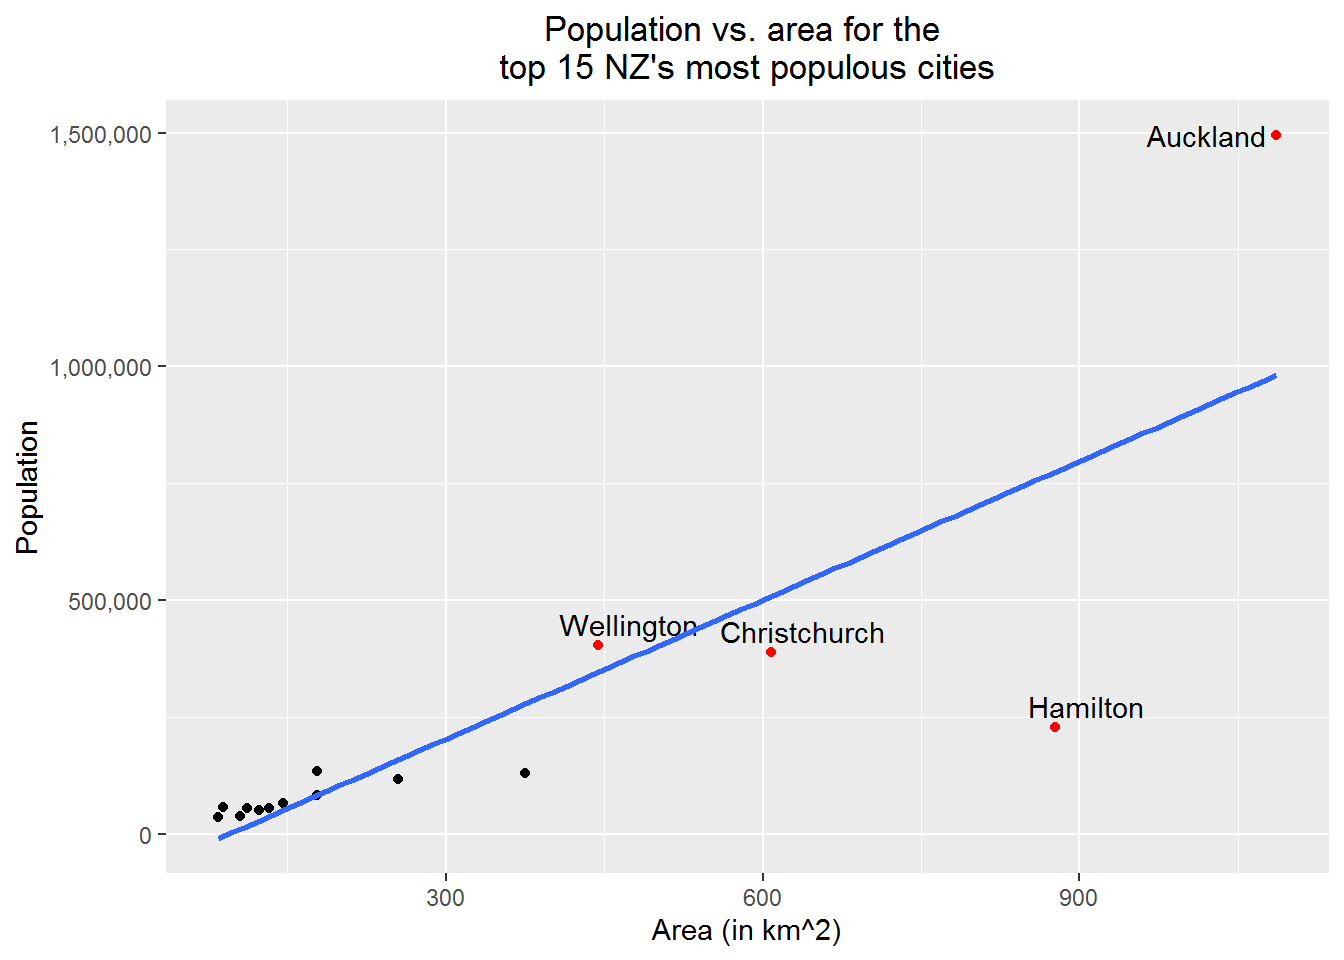 Population vs. area for the
top 15 NZ's most populous cities
1,500,000
Auckland
1,000,000
Population
500,000
Wellington
Christchurch
Hamilton
0
300
600
900
Area (in km^2)